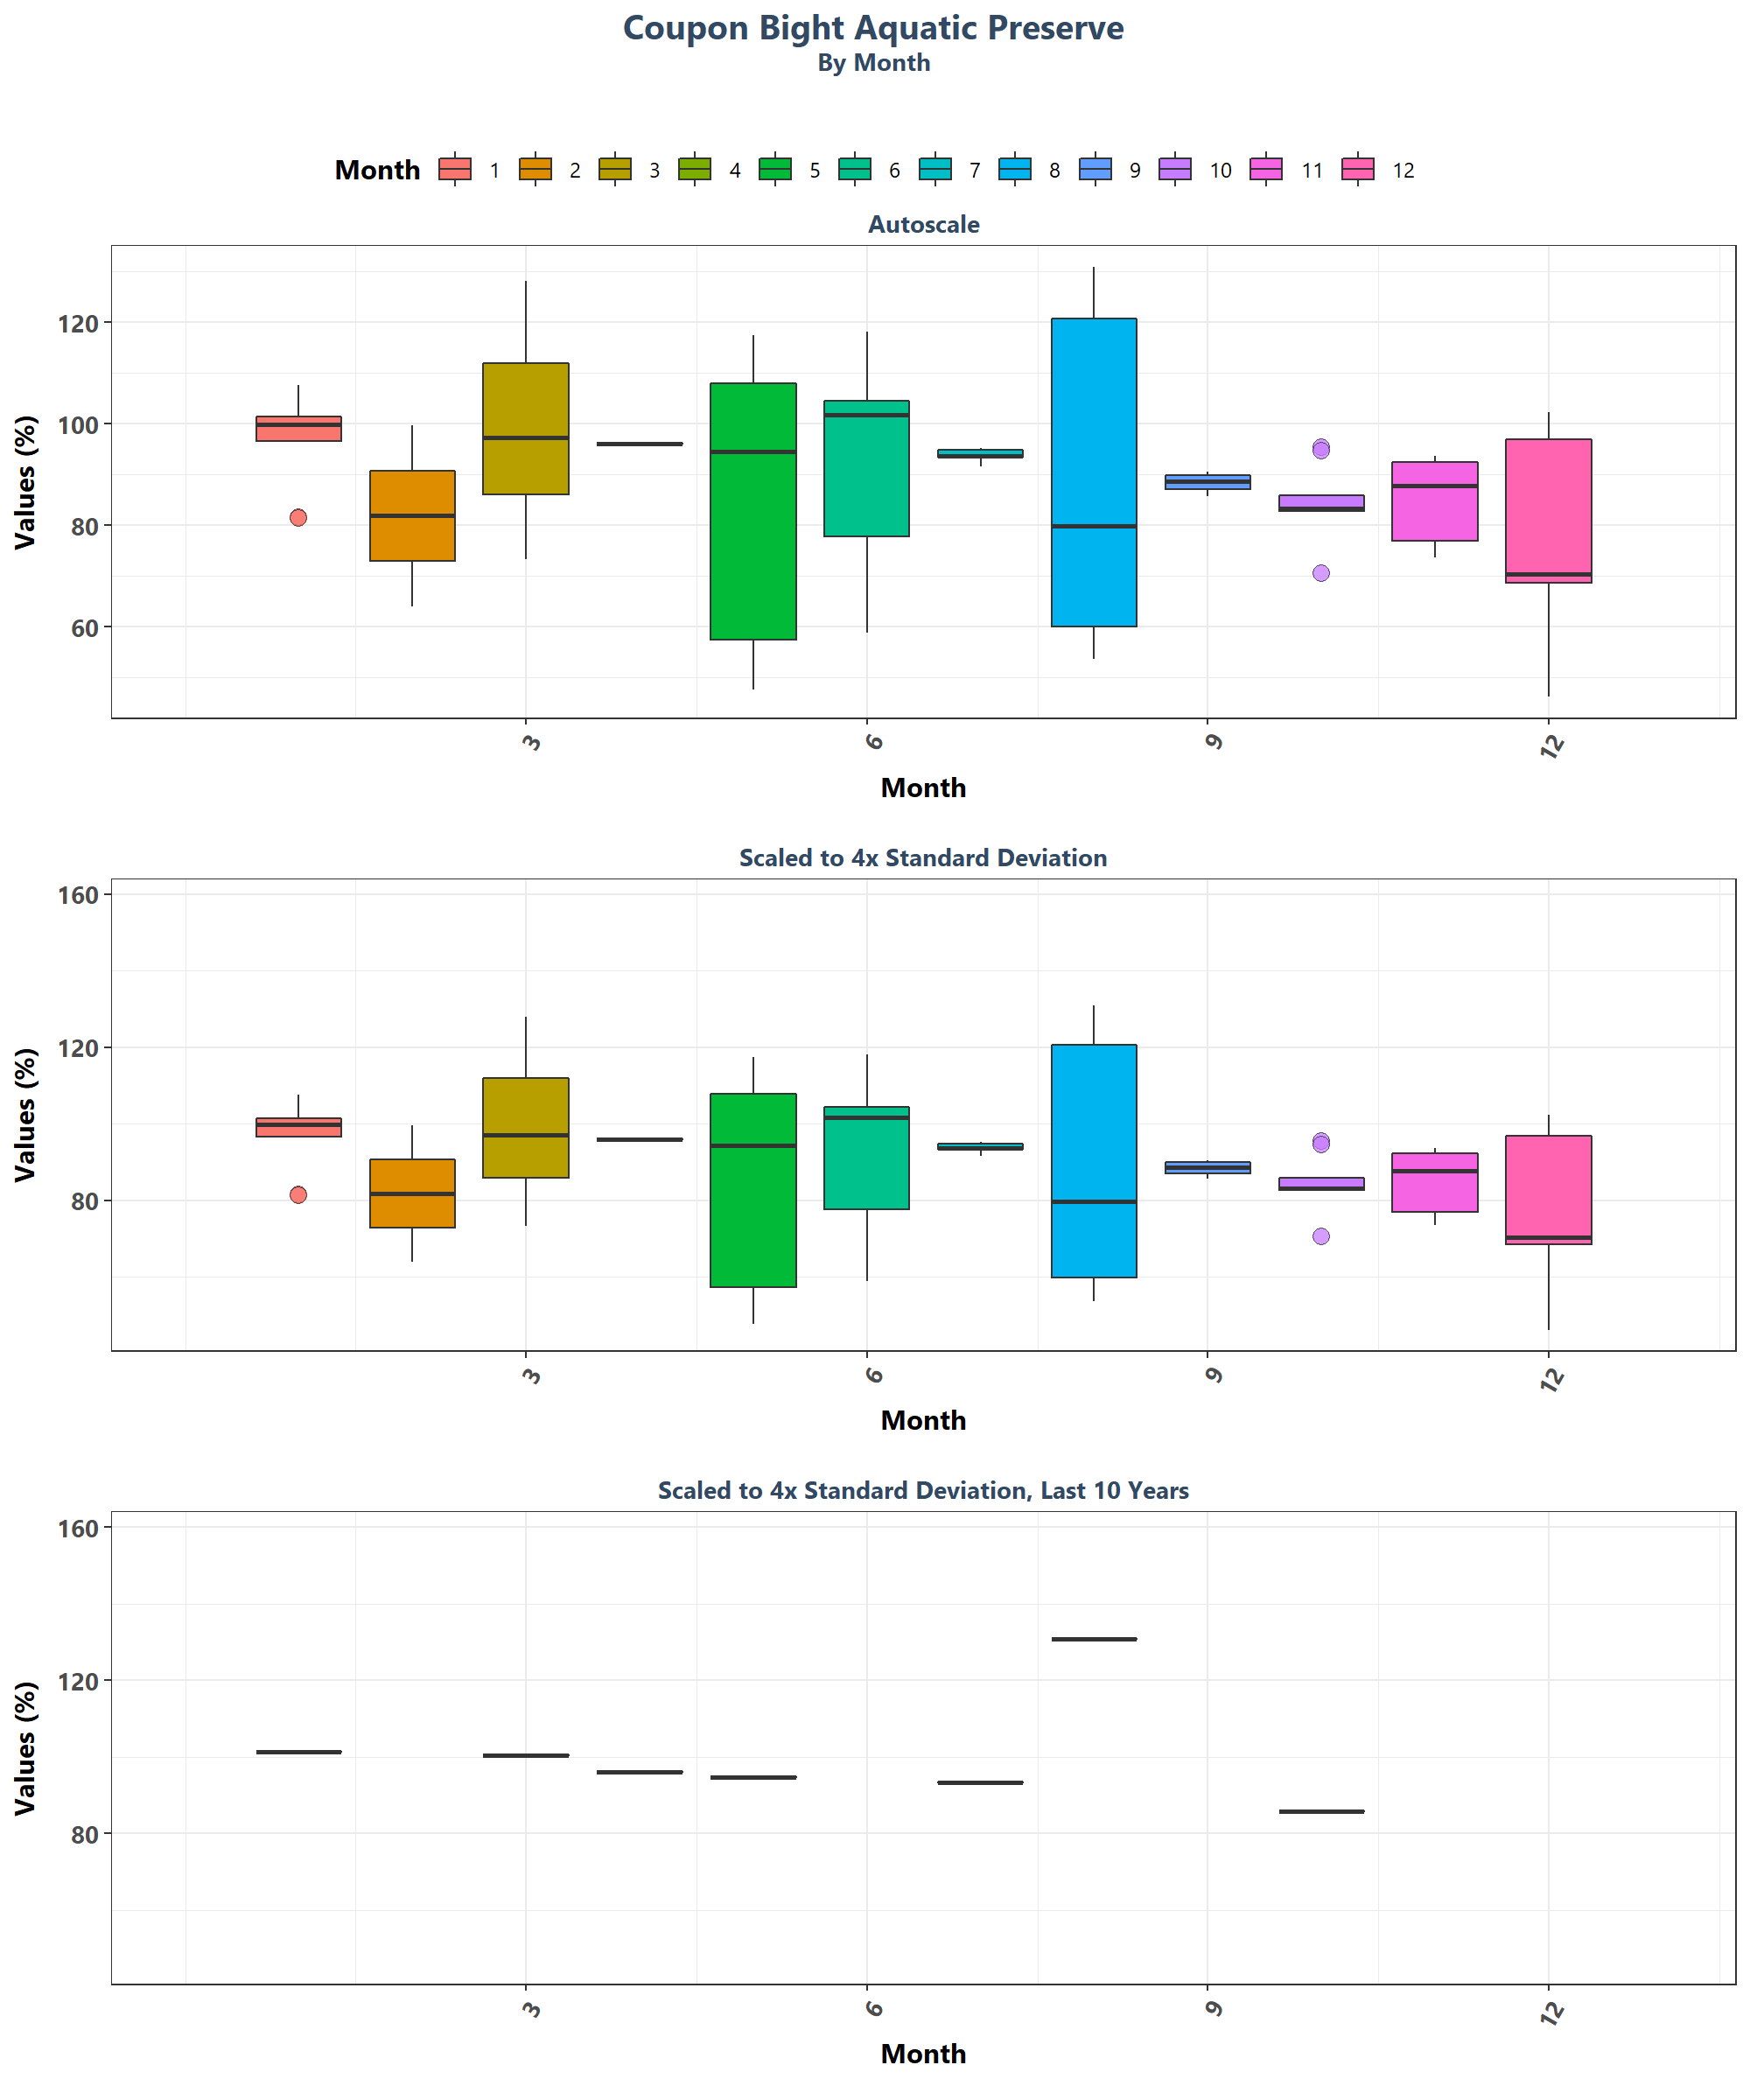 Coupon Bight Aquatic Preserve
By Month
Month 1 2 3 4 5 6 7 8 9 10 11 12
Autoscale
Values (%)
120
100
80
60
3 6 9 12
Month
Scaled to 4x Standard Deviation
Values (%)
160
120
80
3 6 9 12
Month
Scaled to 4x Standard Deviation, Last 10 Years
Values (%)
160
120
80
3 6 9 12
Month